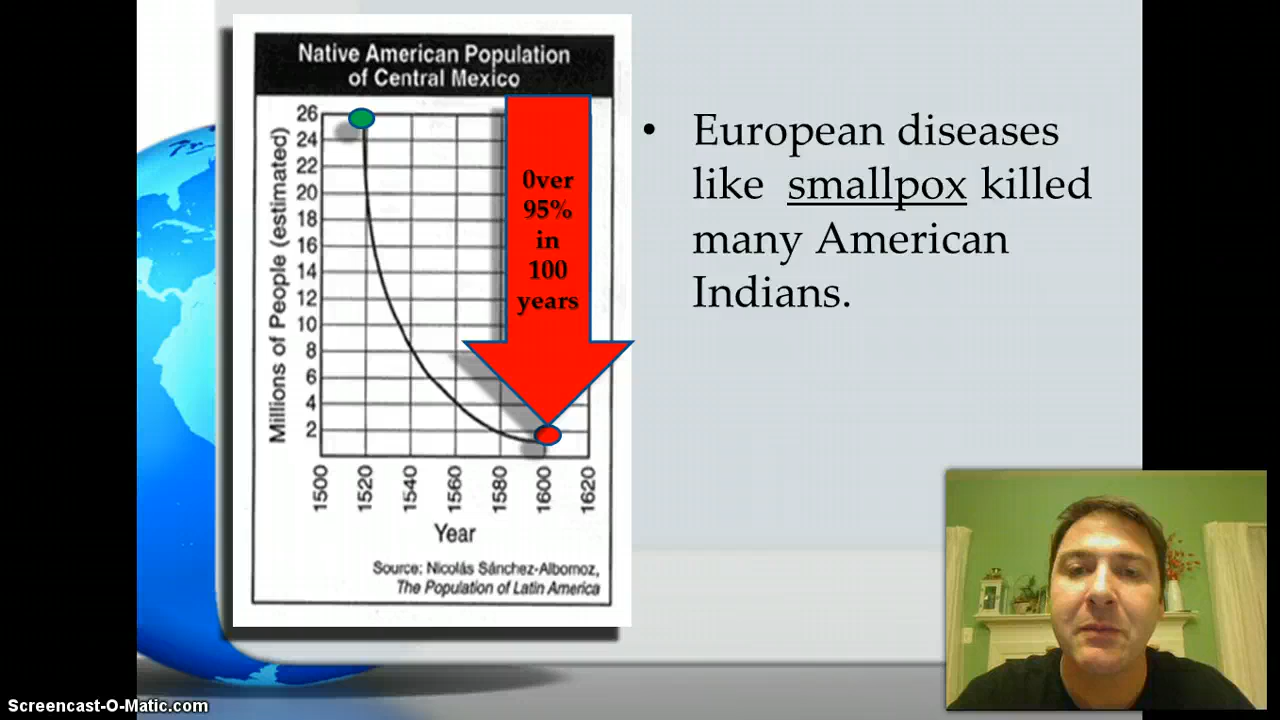 Native American Population
of Central Mexico
Millions of People (estimated)
26
24
22
20
18
16
14
12
10
8
6
4
2
1500
1520
1540
1560
1580
1600
1620
Year
Source: Nicolás Sánchez-Albornoz,
The Population of Latin America
0ver
95%
in
100
years
• European diseases
like smallpox killed
many American
Indians.
Screencast-O-Matic.com